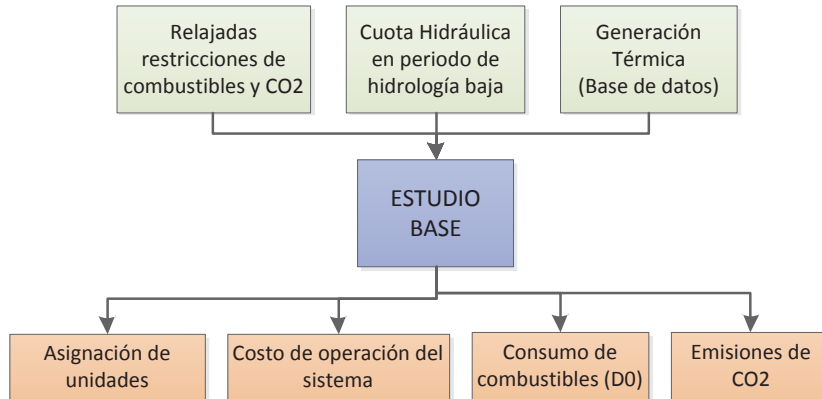 Relajadas
restricciones de
combustibles y CO2
Cuota Hidráulica
en periodo de
hidrología baja
Generación
Térmica
(Base de datos)
ESTUDIO
BASE
Asignación de
unidades
Costo de operación del
sistema
Consumo de
combustibles (D0)
Emisiones de
CO2